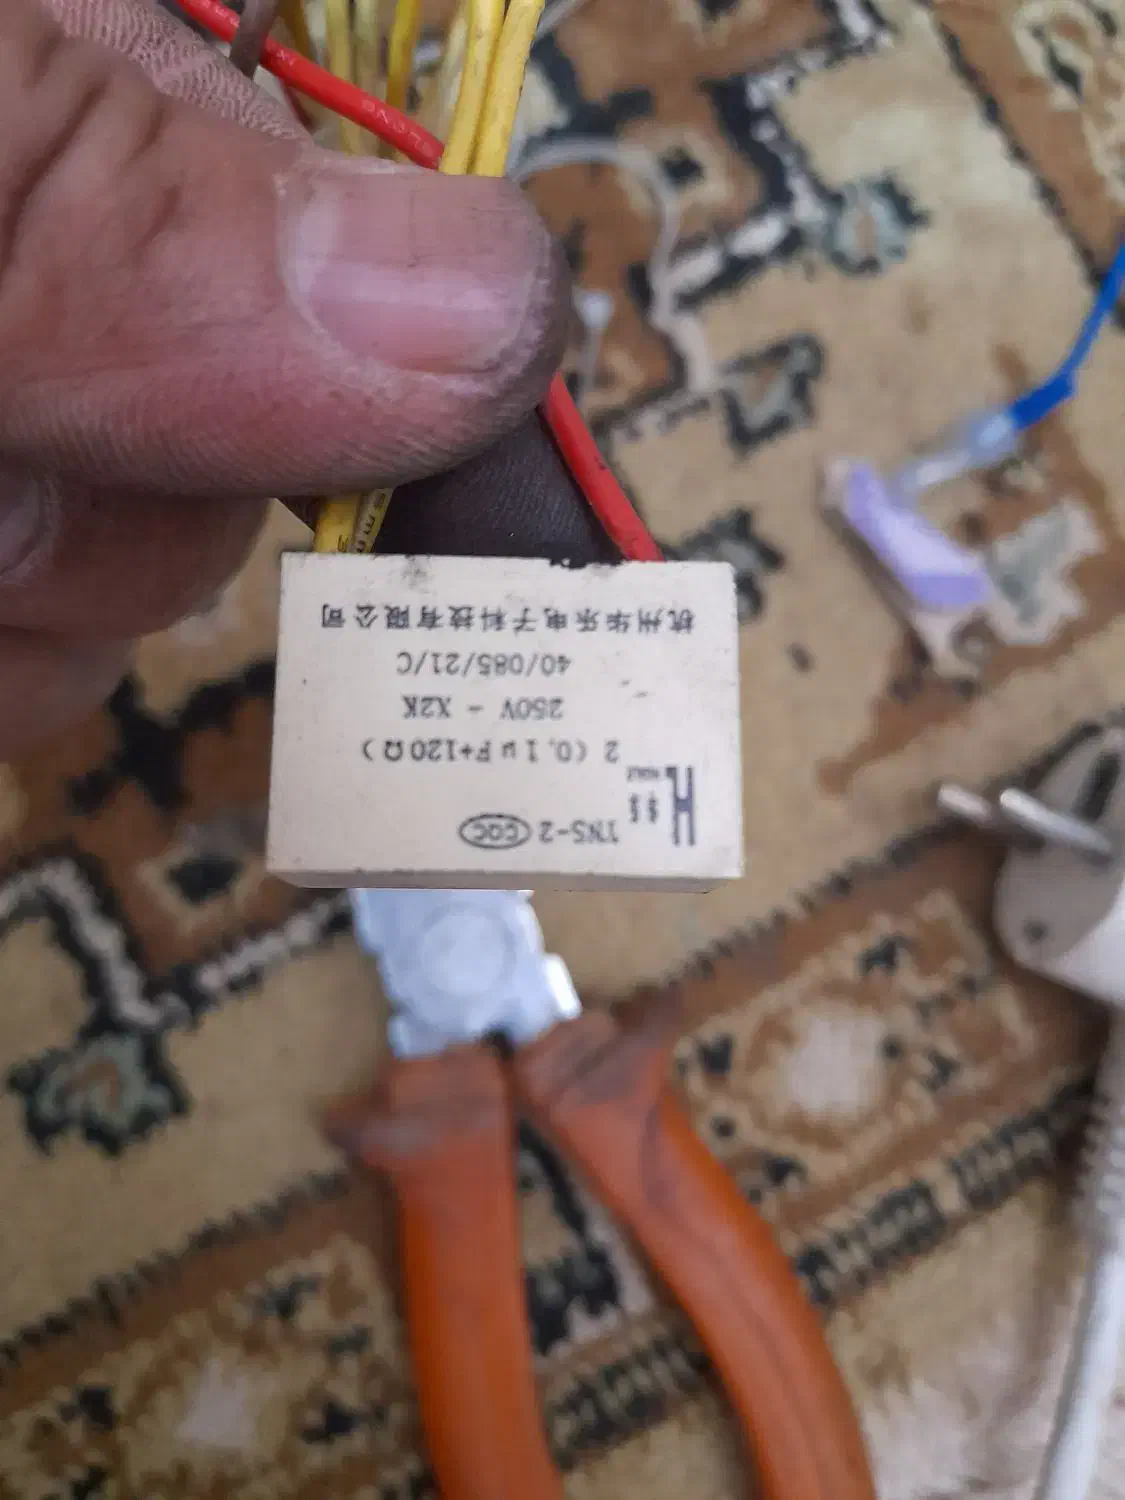 TNS-2 CQC
2(0.1μF+120Ω)
250V - X2K
40/085/21/C
杭州华乐电子科技有限公司